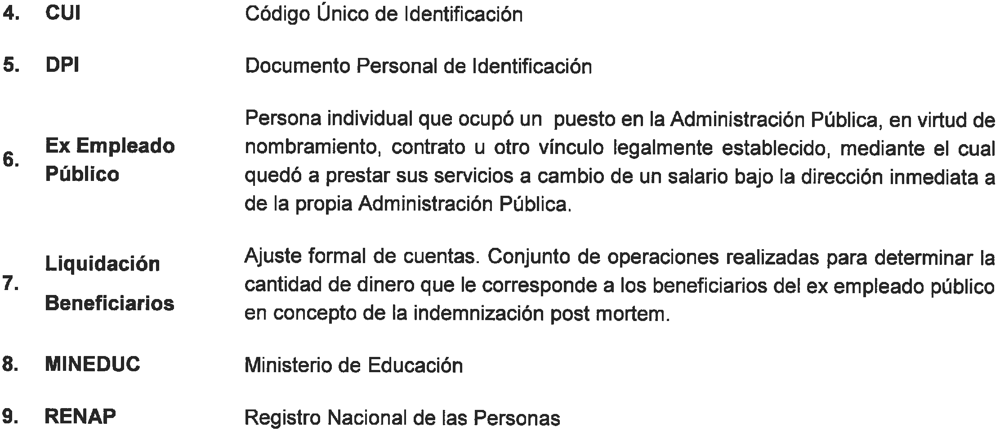 4. CUI Código Único de Identificación
5. DPI Documento Personal de Identificación
6. Ex Empleado Público
Persona individual que ocupó un puesto en la Administración Pública, en virtud de
nombramiento, contrato u otro vínculo legalmente establecido, mediante el cual
quedó a prestar sus servicios a cambio de un salario bajo la dirección inmediata a
de la propia Administración Pública.
7. Liquidación Beneficiarios
Ajuste formal de cuentas. Conjunto de operaciones realizadas para determinar la
cantidad de dinero que le corresponde a los beneficiarios del ex empleado público
en concepto de la indemnización post mortem.
8. MINEDUC Ministerio de Educación
9. RENAP Registro Nacional de las Personas